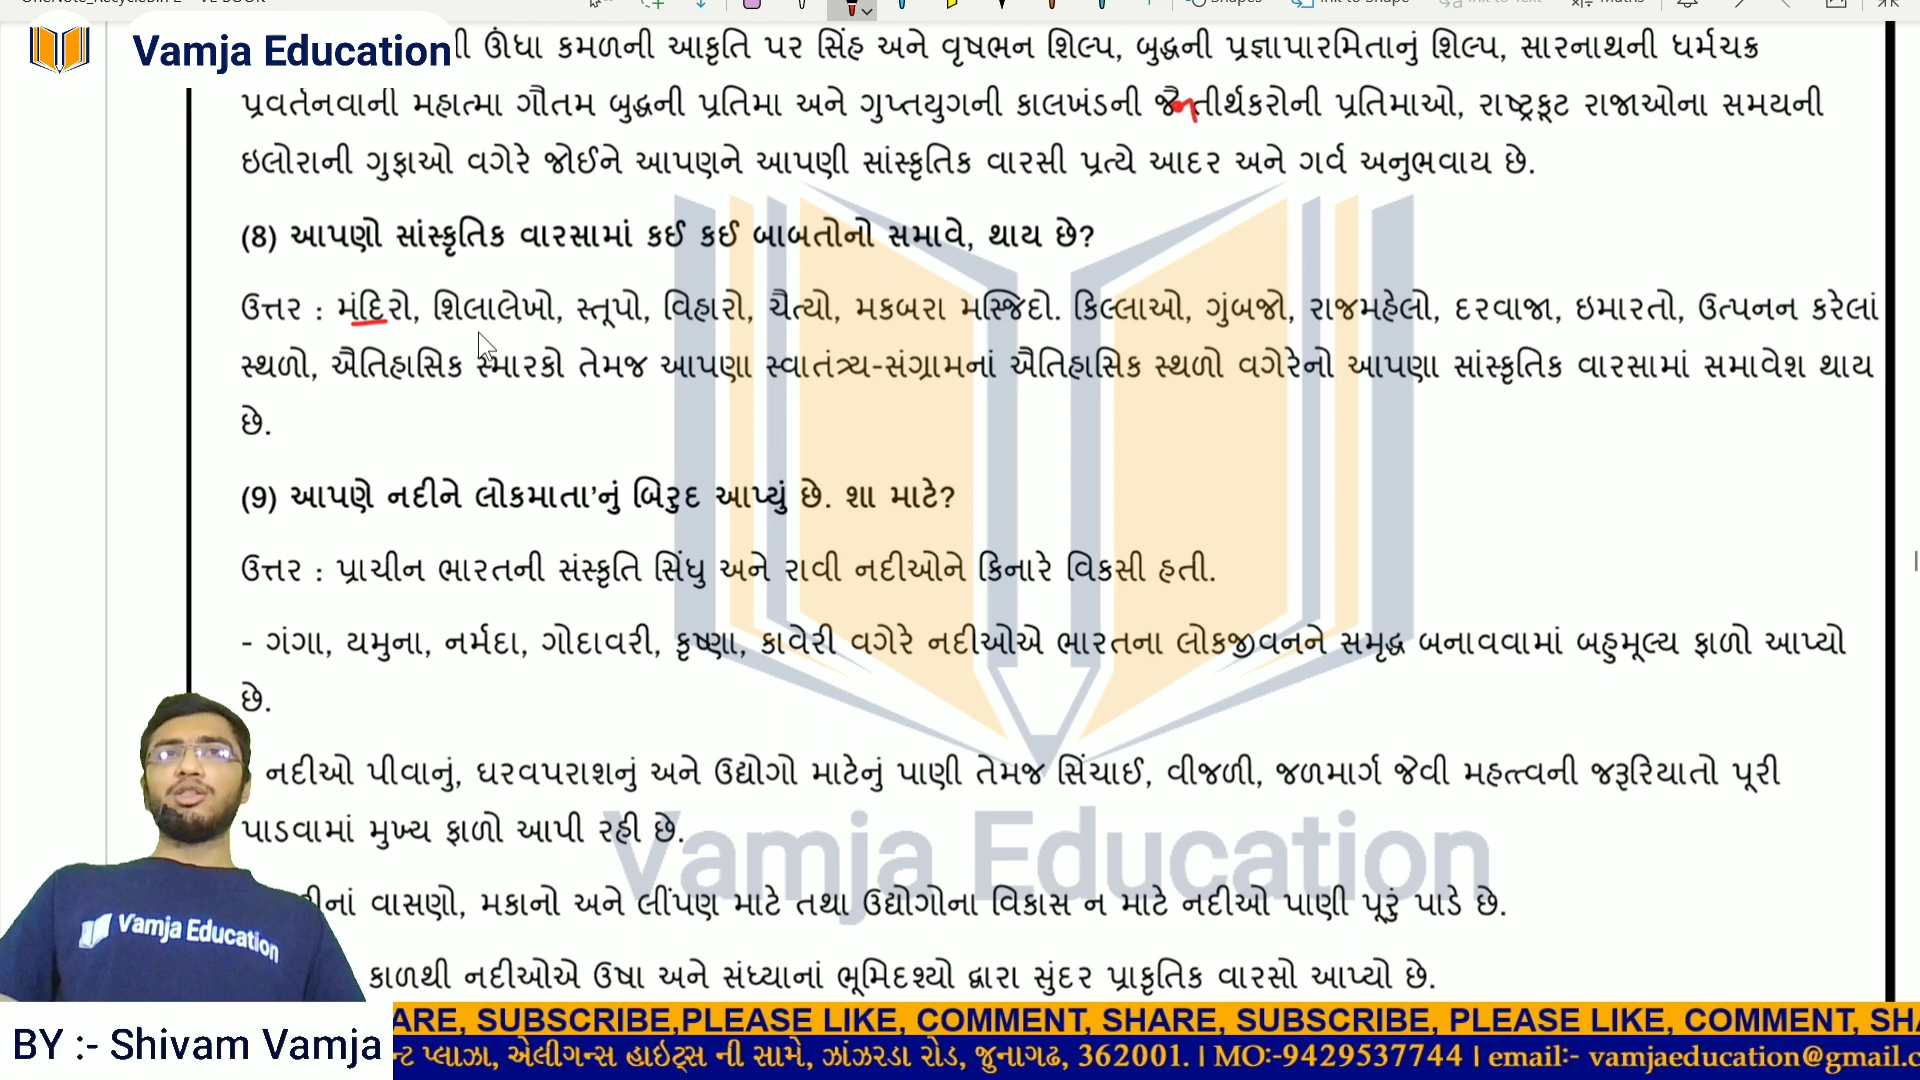 Vamja Education
ી ઊંધા કમળની આકૃતિ પર સિંહ અને વૃષભન શિલ્પ, બુદ્ધની પ્રજ્ઞાપારમિતાનું શિલ્પ, સારનાથની ધર્મચક્ર
પ્રવર્તનવાની મહાત્મા ગૌતમ બુદ્ધની પ્રતિમા અને ગુપ્તયુગની કાલખંડની જૈનતીર્થકરોની પ્રતિમાઓ, રાષ્ટ્રકૂટ રાજાઓના સમયની
ઇલોરાની ગુફાઓ વગેરે જોઈને આપણને આપણી સાંસ્કૃતિક વારસી પ્રત્યે આદર અને ગર્વ અનુભવાય છે.
(8) આપણો સાંસ્કૃતિક વારસામાં કઈ કઈ બાબતોનો સમાવે, થાય છે?
ઉત્તર : મંદિરો, શિલાલેખો, સ્તૂપો, વિહારો, ચૈત્યો, મકબરા મસ્જિદો. કિલ્લાઓ, ગુંબજો, રાજમહેલો, દરવાજા, ઇમારતો, ઉત્પનન કરેલાં
સ્થળો, ઐતિહાસિક સ્મારકો તેમજ આપણા સ્વાતંત્ર્ય-સંગ્રામનાં ઐતિહાસિક સ્થળો વગેરેનો આપણા સાંસ્કૃતિક વારસામાં સમાવેશ થાય
છે.
(9) આપણે નદીને લોકમાતા'નું બિરુદ આપ્યું છે. શા માટે?
ઉત્તર : પ્રાચીન ભારતની સંસ્કૃતિ સિંધુ અને રાવી નદીઓને કિનારે વિકસી હતી.
- ગંગા, યમુના, નર્મદા, ગોદાવરી, કૃષ્ણા, કાવેરી વગેરે નદીઓએ ભારતના લોકજીવનને સમૃદ્ધ બનાવવામાં બહુમૂલ્ય ફાળો આપ્યો
છે.
નદીઓ પીવાનું, ઘરવપરાશનું અને ઉદ્યોગો માટેનું પાણી તેમજ સિંચાઈ, વીજળી, જળમાર્ગ જેવી મહત્ત્વની જરૂરિયાતો પૂરી
પાડવામાં મુખ્ય ફાળો આપી રહી છે.
વાસણો, મકાનો અને લીંપણ માટે તથા ઉદ્યોગોના વિકાસ ન માટે નદીઓ પાણી પૂરું પાડે છે.
કાળથી નદીઓએ ઉષા અને સંધ્યાનાં ભૂમિદશ્યો દ્વારા સુંદર પ્રાકૃતિક વારસો આપ્યો છે.
Vamja Education
Vamja Education
BY :- Shivam Vamja
ARE, SUBSCRIBE,PLEASE LIKE, COMMENT, SHARE, SUBSCRIBE, PLEASE LIKE, COMMENT, SHA
ન્ટ પ્લાઝા, એલીગન્સ હાઇટ્સ ની સામે, ઝાંઝરડા રોડ, જુનાગઢ, 362001. | MO:-9429537744 | email:- vamjaeducation@gmail.c